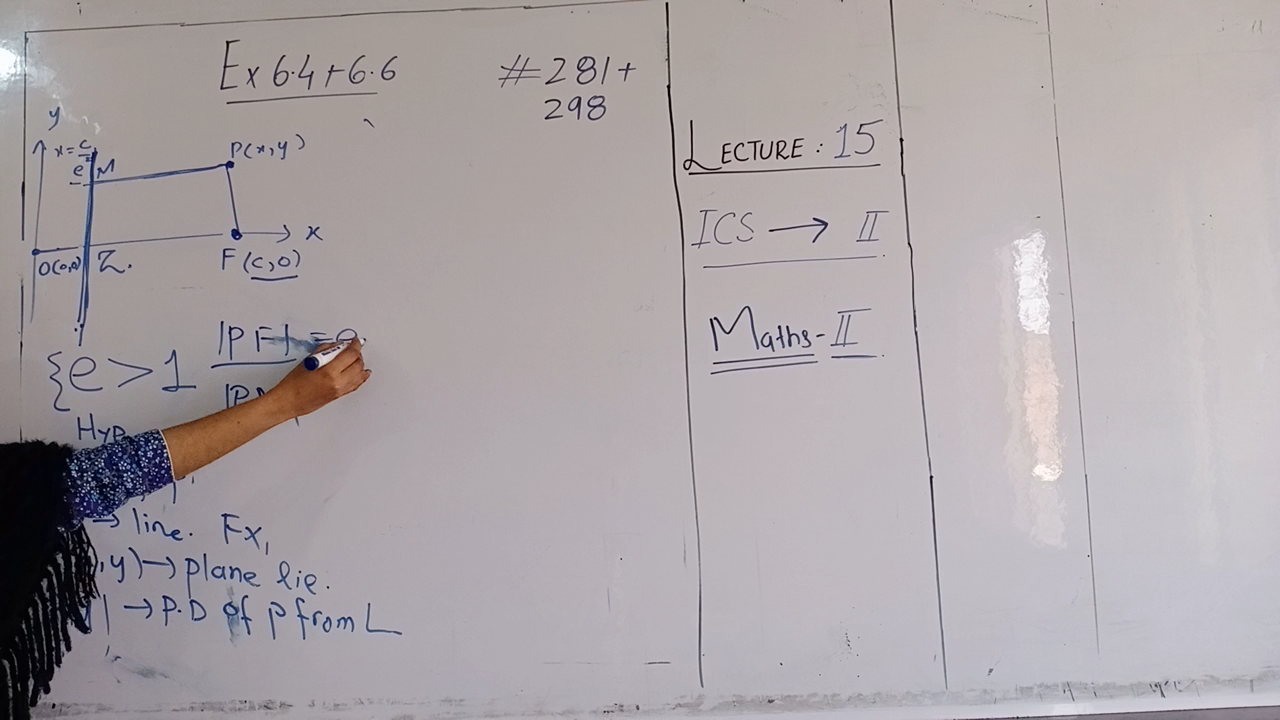 Ex 6.4+6.6
#281+
298
y
x=c/e²
M
P(x,y)
O(0,0)
Z.
F(c,0)
x
{e>1
|PF| = e
Hyp
→ line. Fx,
,y)→ plane lie.
| → P.D of P from L
LECTURE: 15
ICS → II
Maths-II